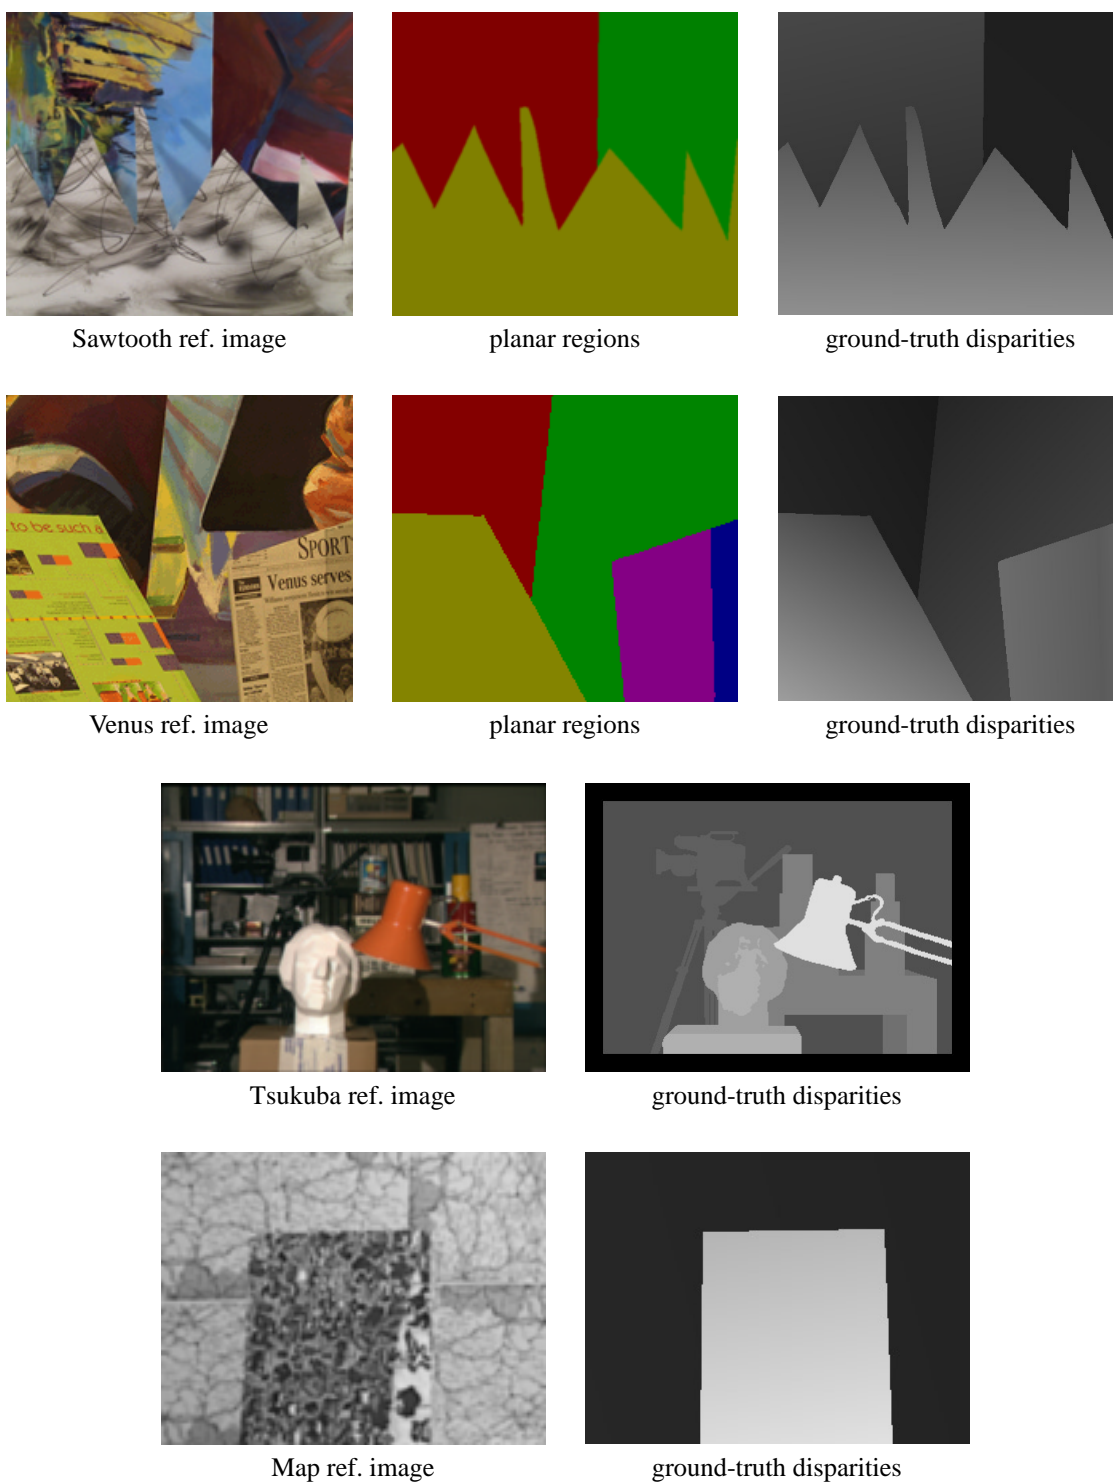 Sawtooth ref. image
planar regions
ground-truth disparities
. to be such a
SPORT
Venus serves
Venus ref. image
planar regions
ground-truth disparities
Tsukuba ref. image
ground-truth disparities
Map ref. image
ground-truth disparities